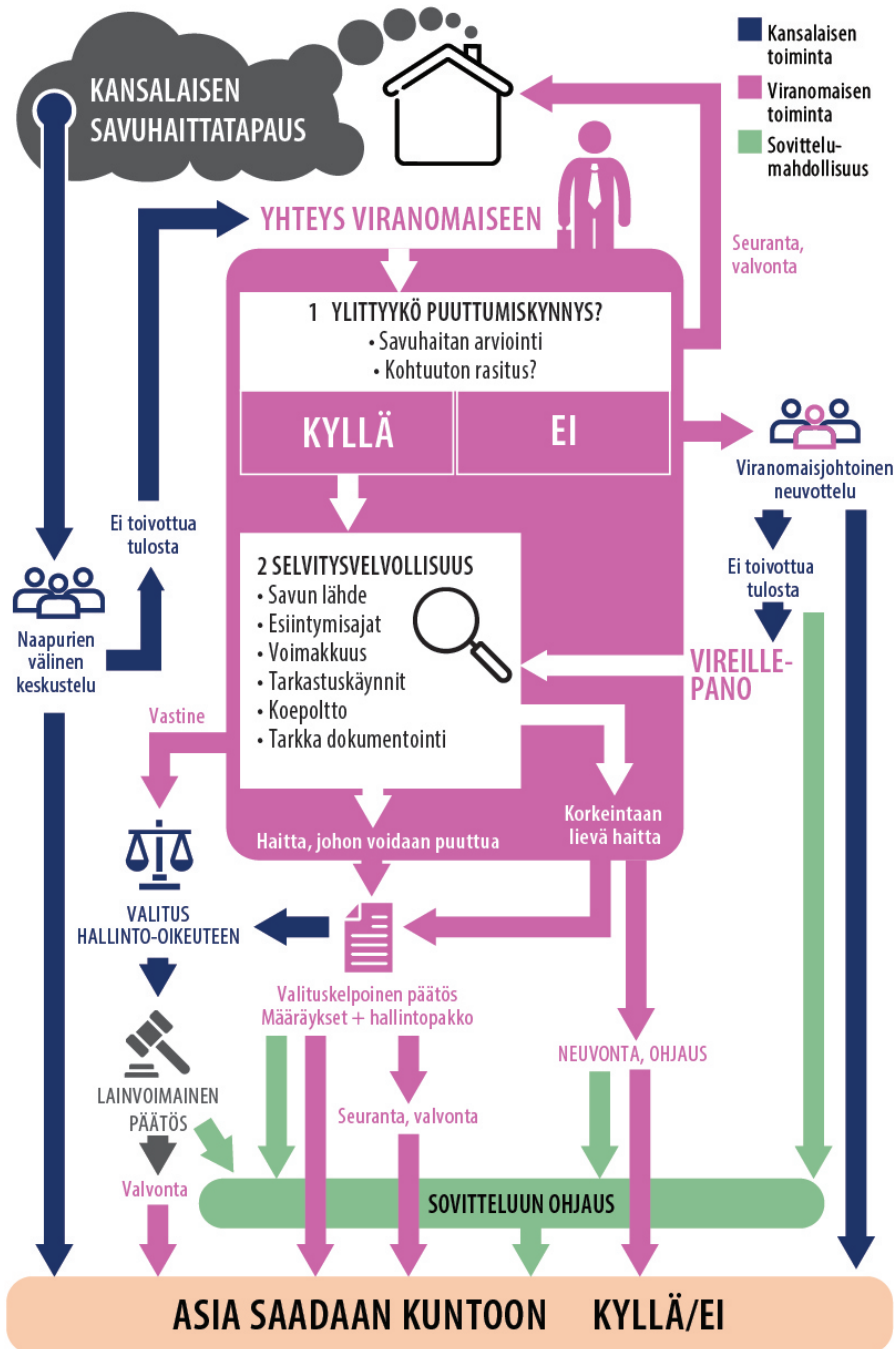 KANSALAISEN
SAVUHAITTATAPAUS
Kansalaisen
toiminta
Viranomaisen
toiminta
Sovittelu-
mahdollisuus
YHTEYS VIRANOMAISEEN
Seuranta,
valvonta
1 YLITTYYKÖ PUUTTUMISKYNNYS?
• Savuhaitan arviointi
• Kohtuuton rasitus?
KYLLÄ
EI
Viranomaisjohtoinen
neuvottelu
Ei toivottua
tulosta
Ei toivottua
tulosta
Naapurien
välinen
keskustelu
2 SELVITYSVELVOLLISUUS
• Savun lähde
• Esiintymisajat
• Voimakkuus
• Tarkastuskäynnit
• Koepoltto
• Tarkka dokumentointi
VIREILLE-
PANO
Vastine
Haitta, johon voidaan puuttua
Korkeintaan
lievä haitta
VALITUS
HALLINTO-OIKEUTEEN
Valituskelpoinen päätös
Määräykset + hallintopakko
NEUVONTA, OHJAUS
LAINVOIMAINEN
PÄÄTÖS
Seuranta, valvonta
Valvonta
SOVITTELUUN OHJAUS
ASIA SAADAAN KUNTOON KYLLÄ/EI